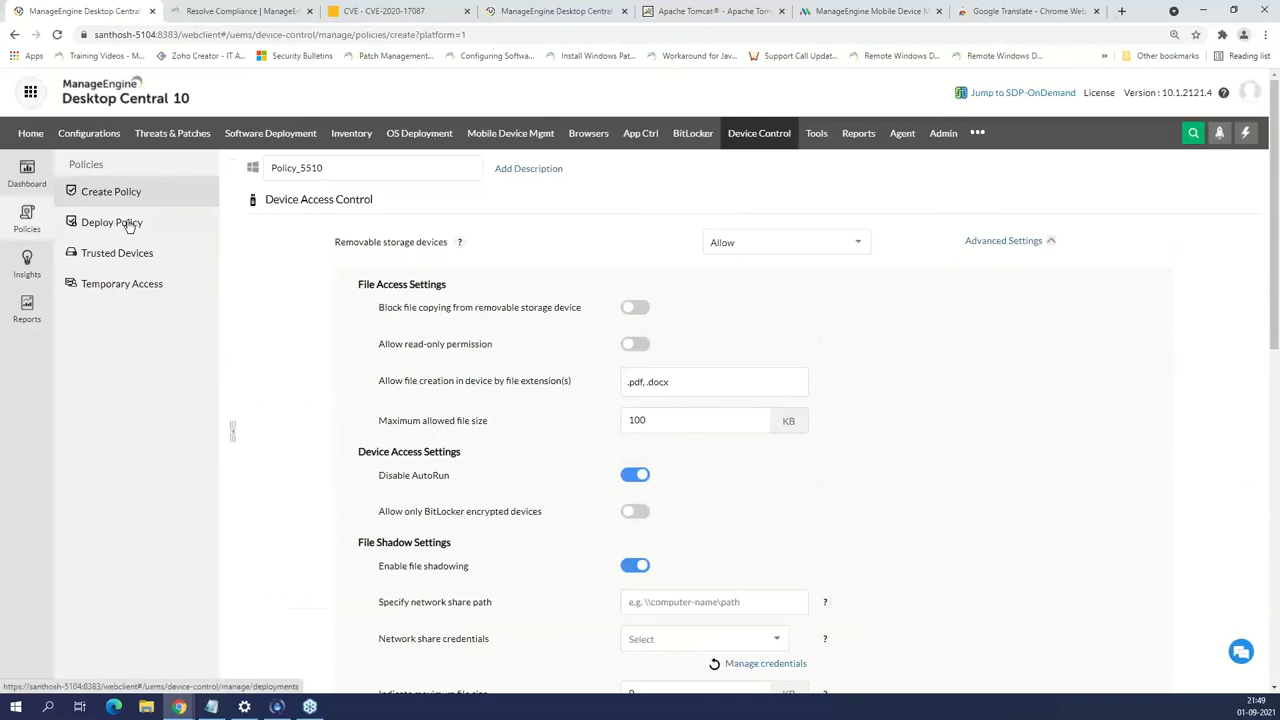 ManageEngine Desktop Central
Resolve Compliance | ManageEng
CVE - CVE-2020-17087
ManageEngine Desktop Central
Apache Tomcat® - Apache Tom
ManageEngine Mobile Device M
Google Translate - Chrome Web
santhosh-5104:8383/webclient#/uems/device-control/manage/policies/create?platform=1
Apps
Training Videos - M...
Zoho Creator - IT A...
Security Bulletins
Patch Management...
Configuring Softwar...
Install Windows Pat...
Workaround for Jav...
Support Call Updat...
Remote Windows D...
Remote Windows D...
»
Other bookmarks
Reading list
ManageEngine
Desktop Central 10
Jump to SDP-OnDemand
License
Version : 10.1.2121.4
?
Home
Configurations
Threats & Patches
Software Deployment
Inventory
OS Deployment
Mobile Device Mgmt
Browsers
App Ctrl
BitLocker
Device Control
Tools
Reports
Agent
Admin
•••
Dashboard
Policies
Insights
Reports
Policies
Create Policy
Deploy Policy
Trusted Devices
Temporary Access
Policy_5510
Add Description
Device Access Control
Removable storage devices ?
Allow
Advanced Settings
File Access Settings
Block file copying from removable storage device
Allow read-only permission
Allow file creation in device by file extension(s)
.pdf, .docx
Maximum allowed file size
100
KB
Device Access Settings
Disable AutoRun
Allow only BitLocker encrypted devices
File Shadow Settings
Enable file shadowing
Specify network share path
e.g. \\computer-name\path
?
Network share credentials
Select
?
Manage credentials
Indicate maximum file size
0
KB
?
https://santhosh-5104:8383/webclient#/uems/device-control/manage/deployments
21:49
01-09-2021